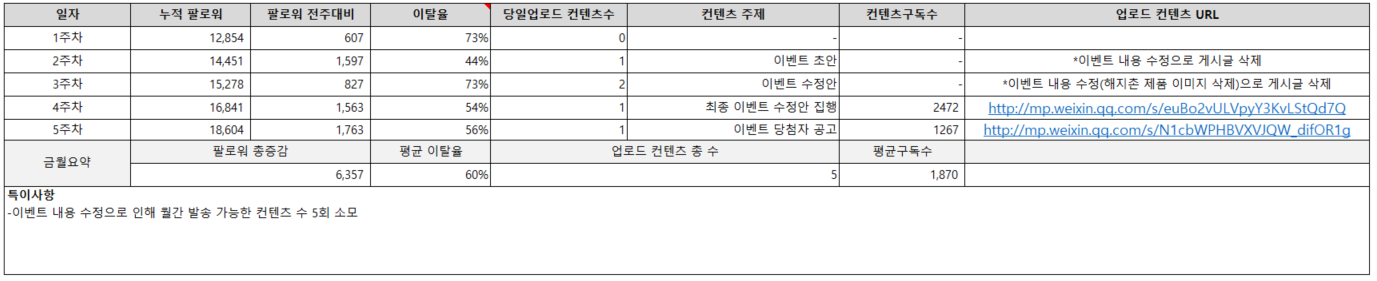 일자 누적 팔로워 팔로워 전주대비 이탈율 당일업로드 컨텐츠수 컨텐츠 주제 컨텐츠구독수 업로드 컨텐츠 URL
1주차 12,854 607 73% 0 - -
2주차 14,451 1,597 44% 1 이벤트 초안 - *이벤트 내용 수정으로 게시글 삭제
3주차 15,278 827 73% 2 이벤트 수정안 - *이벤트 내용 수정(해지존 제품 이미지 삭제)으로 게시글 삭제
4주차 16,841 1,563 54% 1 최종 이벤트 수정안 집행 2472 http://mp.weixin.qq.com/s/euBo2vULVpyY3KvLStQd7Q
5주차 18,604 1,763 56% 1 이벤트 당첨자 공고 1267 http://mp.weixin.qq.com/s/N1cbWPHBVXVJQW_difOR1g
금월요약 팔로워 총증감 평균 이탈율 업로드 컨텐츠 총 수 평균구독수
6,357 60% 5 1,870
특이사항
-이벤트 내용 수정으로 인해 월간 발송 가능한 컨텐츠 수 5회 소모